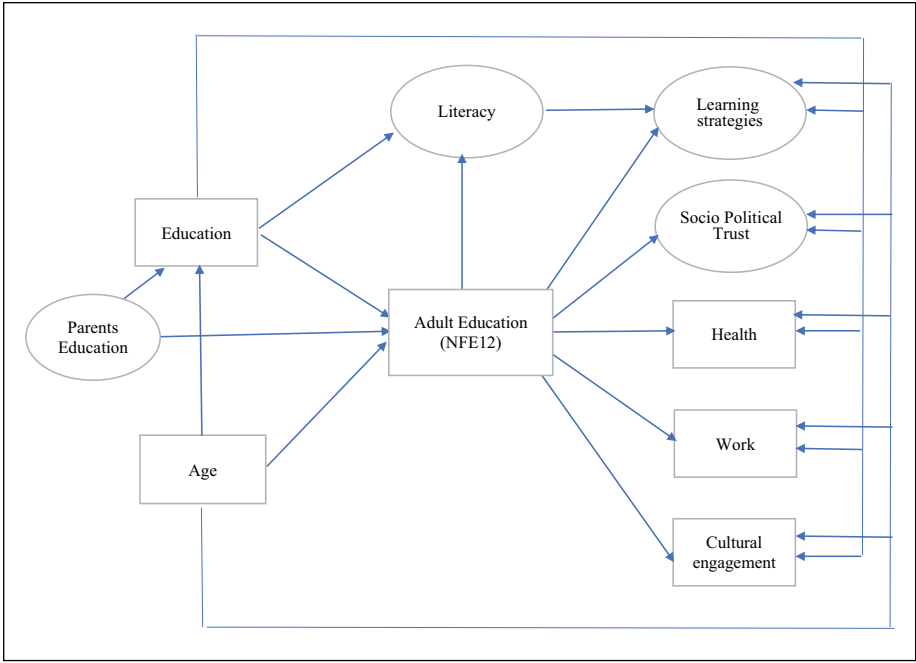 Literacy
Learning
strategies
Education
Socio Political
Trust
Parents
Education
Adult Education
(NFE12)
Health
Age
Work
Cultural
engagement